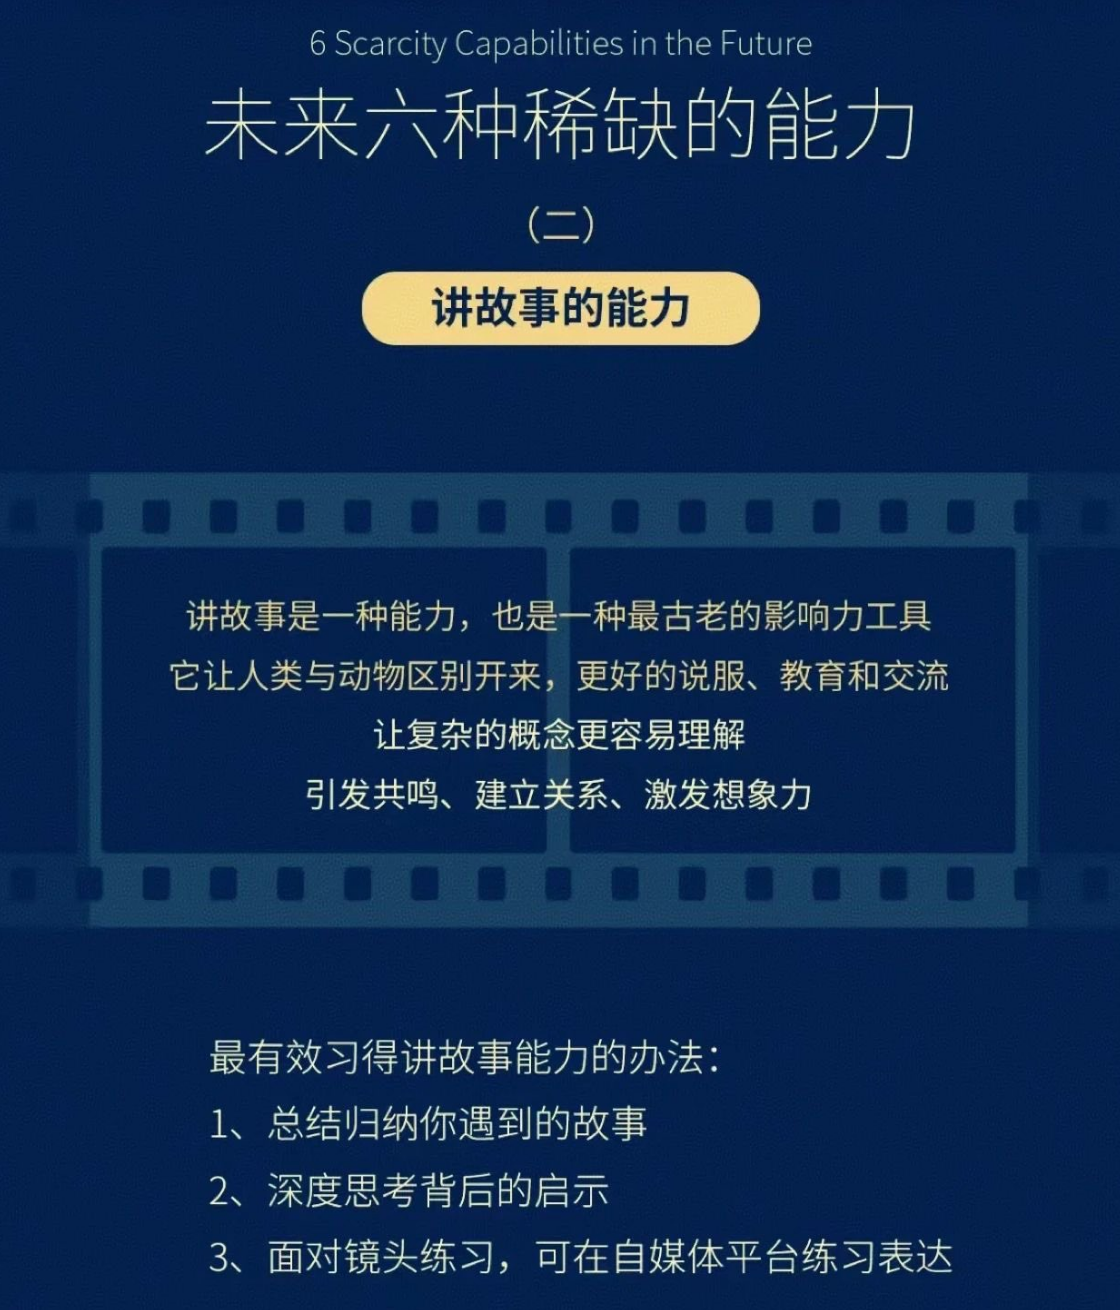 6 Scarcity Capabilities in the Future
未来六种稀缺的能力
（二）
讲故事的能力
讲故事是一种能力，也是一种最古老的影响力工具
它让人类与动物区别开来，更好的说服、教育和交流
让复杂的概念更容易理解
引发共鸣、建立关系、激发想象力
最有效习得讲故事能力的办法：
1、总结归纳你遇到的故事
2、深度思考背后的启示
3、面对镜头练习，可在自媒体平台练习表达